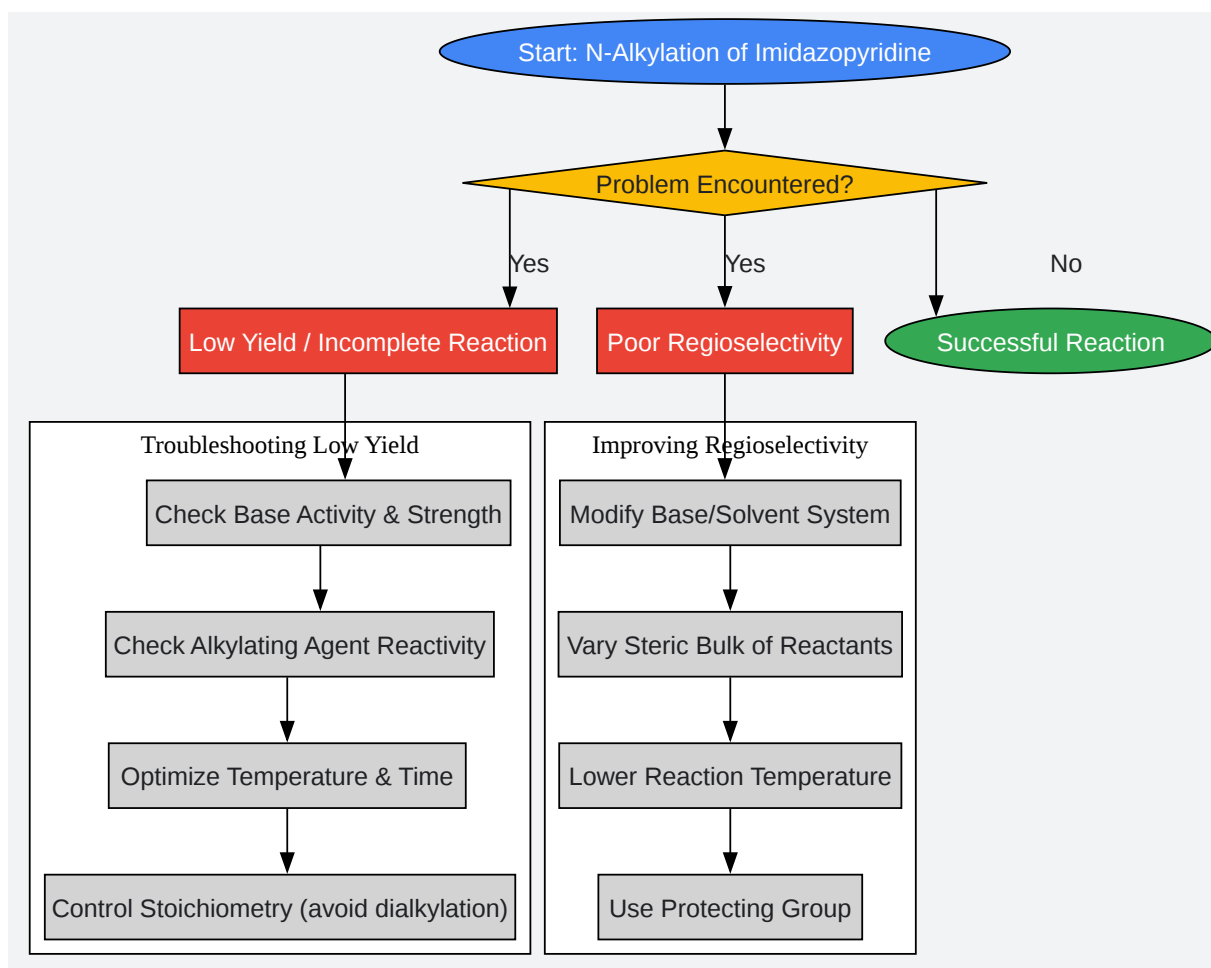 Start: N-Alkylation of Imidazopyridine
Problem Encountered?
Yes
Yes
No
Low Yield / Incomplete Reaction
Poor Regioselectivity
Successful Reaction
Troubleshooting Low Yield
Check Base Activity & Strength
Check Alkylating Agent Reactivity
Optimize Temperature & Time
Control Stoichiometry (avoid dialkylation)
Improving Regioselectivity
Modify Base/Solvent System
Vary Steric Bulk of Reactants
Lower Reaction Temperature
Use Protecting Group